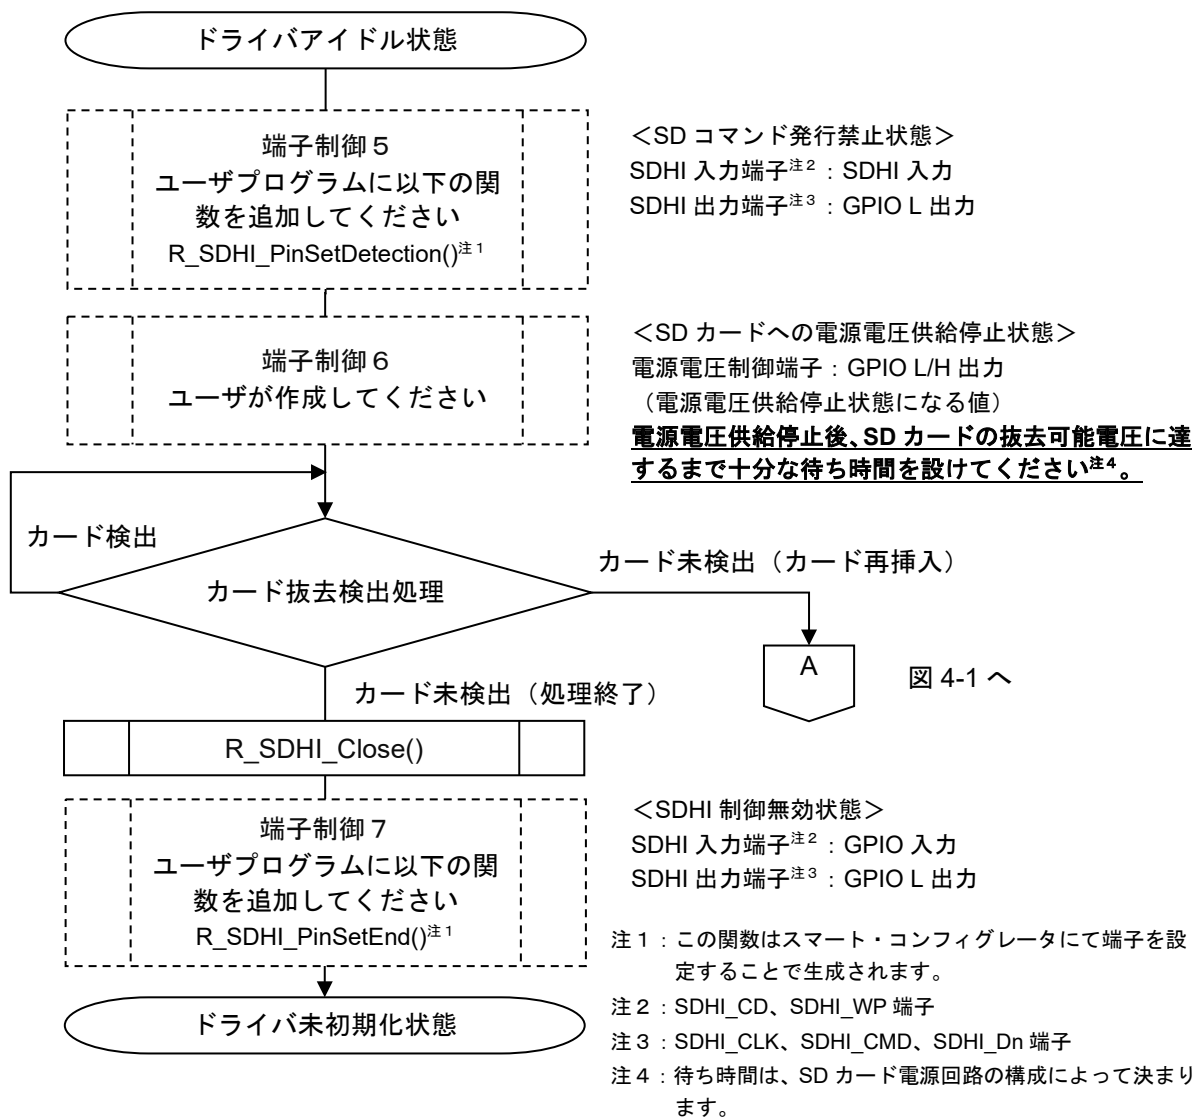 ドライバアイドル状態
端子制御５
ユーザプログラムに以下の関
数を追加してください
R_SDHI_PinSetDetection()注１
＜SD コマンド発行禁止状態＞
SDHI 入力端子注２：SDHI 入力
SDHI 出力端子注３：GPIO L 出力
端子制御６
ユーザが作成してください
＜SD カードへの電源電圧供給停止状態＞
電源電圧制御端子：GPIO L/H 出力
（電源電圧供給停止状態になる値）
電源電圧供給停止後、SD カードの抜去可能電圧に達
するまで十分な待ち時間を設けてください注４。
カード検出
カード抜去検出処理
カード未検出（カード再挿入）
A
図 4-1 へ
カード未検出（処理終了）
R_SDHI_Close()
端子制御７
ユーザプログラムに以下の関
数を追加してください
R_SDHI_PinSetEnd()注１
＜SDHI 制御無効状態＞
SDHI 入力端子注２：GPIO 入力
SDHI 出力端子注３：GPIO L 出力
ドライバ未初期化状態
注１：この関数はスマート・コンフィグレータにて端子を設
定することで生成されます。
注２：SDHI_CD、SDHI_WP 端子
注３：SDHI_CLK、SDHI_CMD、SDHI_Dn 端子
注４：待ち時間は、SD カード電源回路の構成によって決まり
ます。